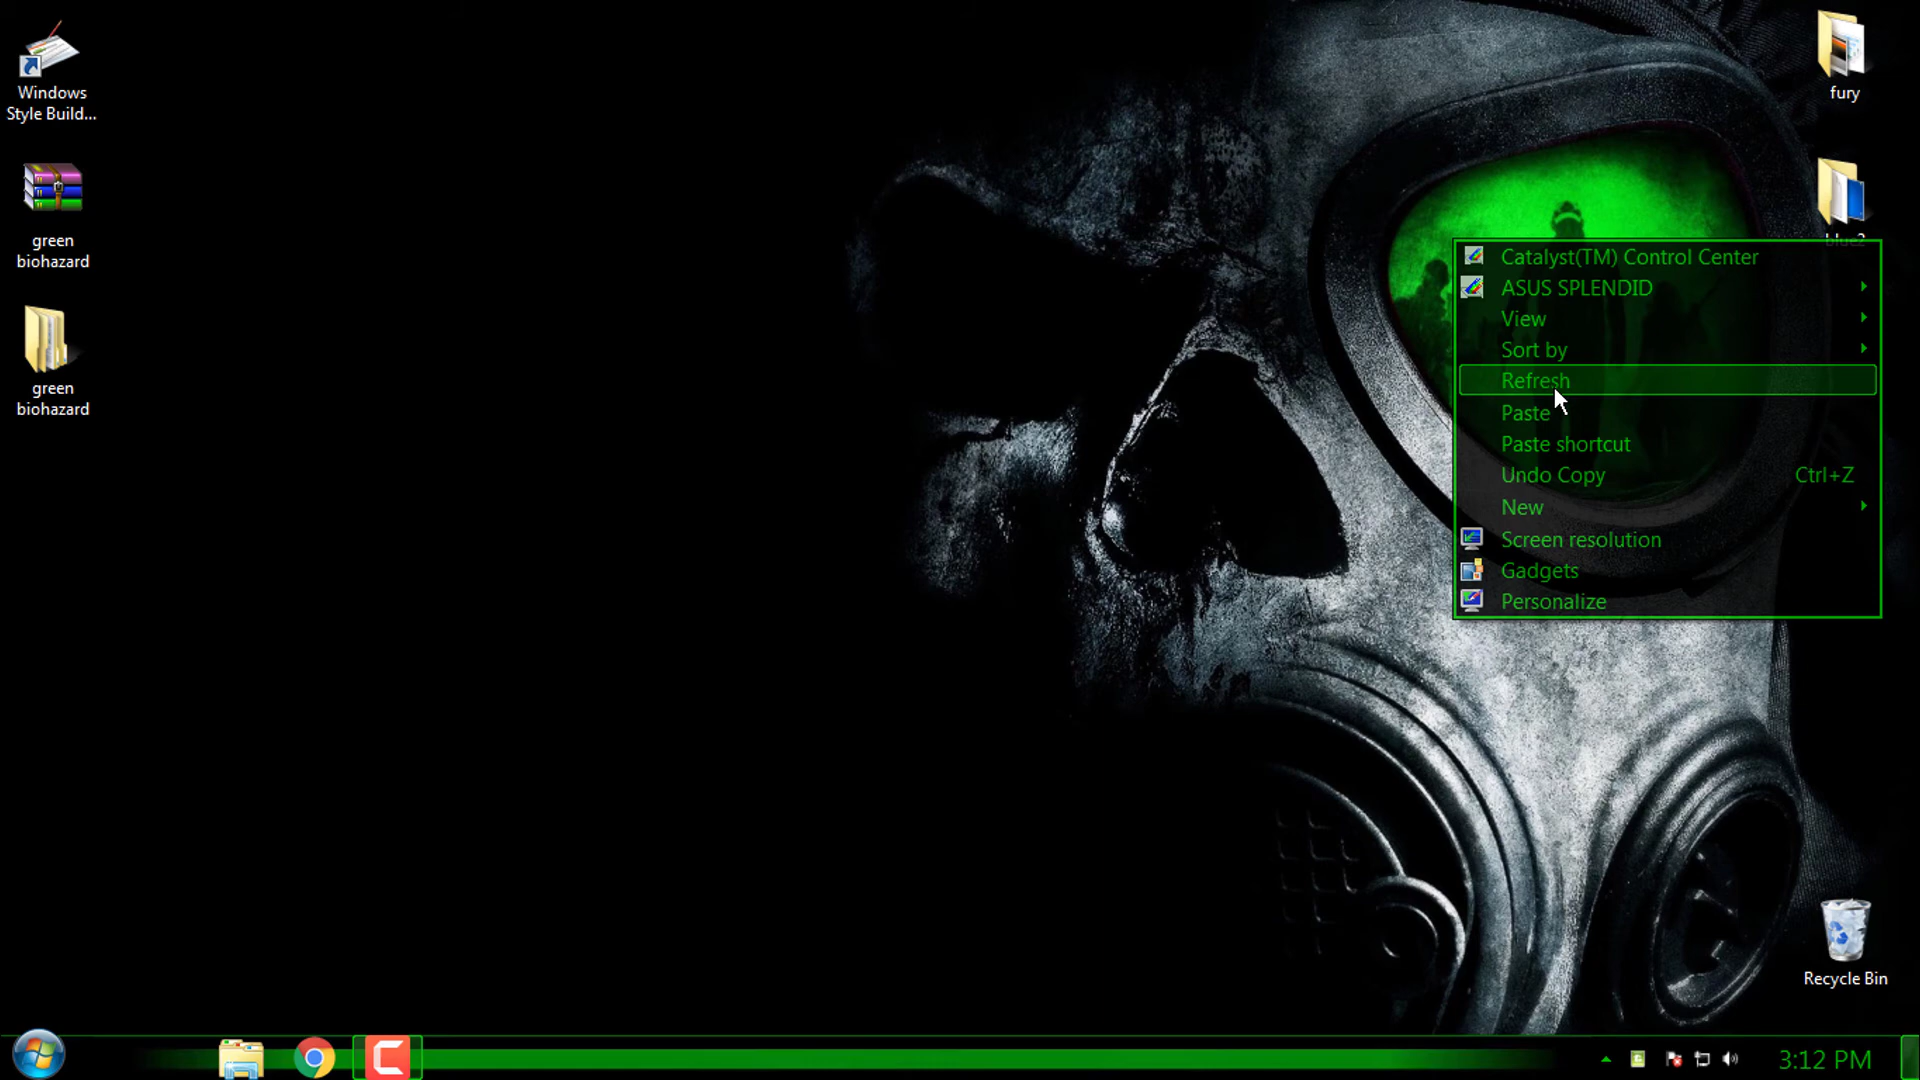 Windows
Style Build...
green
biohazard
green
biohazard
fury
blue2
Catalyst(TM) Control Center
ASUS SPLENDID
View
Sort by
Refresh
Paste
Paste shortcut
Undo Copy Ctrl+Z
New
Screen resolution
Gadgets
Personalize
Recycle Bin
3:12 PM